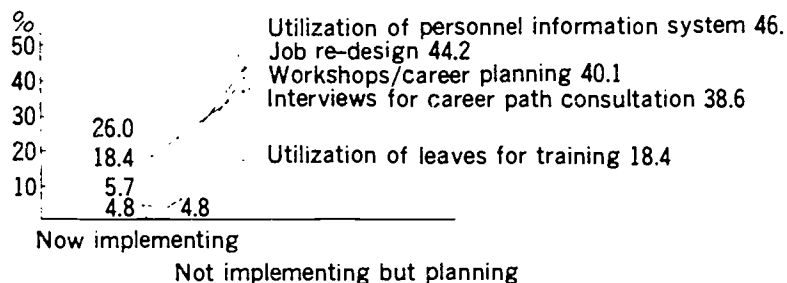 %
Utilization of personnel information system 46.
50
Job re-design 44.2
40
Workshops/career planning 40.1
Interviews for career path consultation 38.6
30
26.0
20
18.4
Utilization of leaves for training 18.4
10
5.7
4.8 4.8
Now implementing
Not implementing but planning